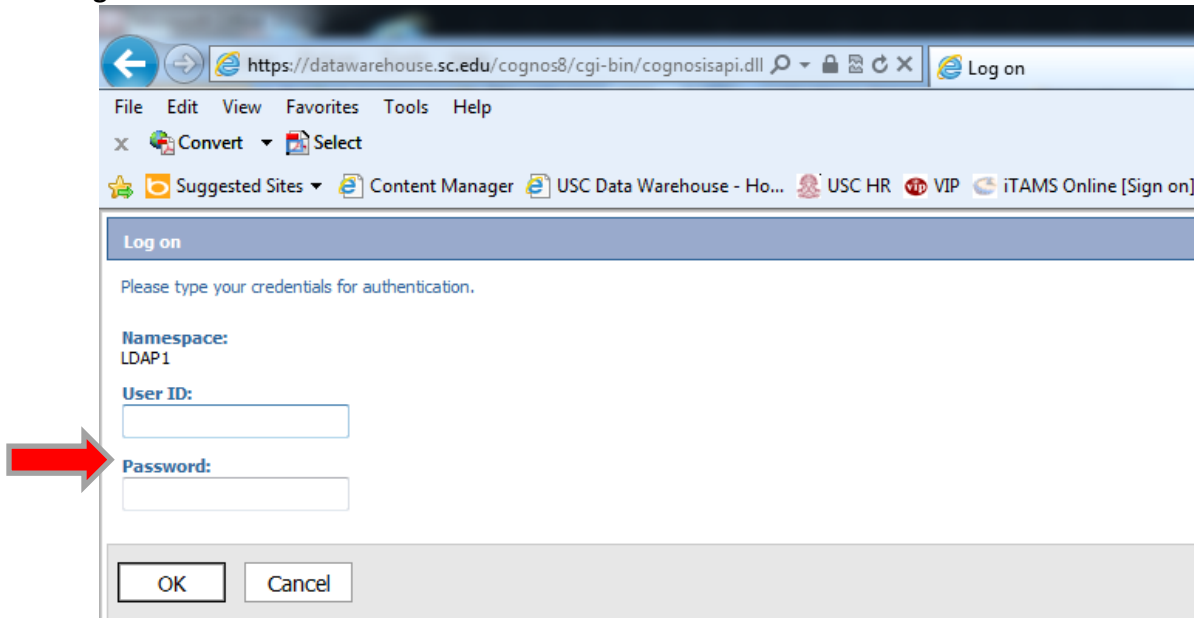 https://datawarehouse.sc.edu/cognos8/cgi-bin/cognosisapi.dll Log on
File Edit View Favorites Tools Help
x Convert Select
Suggested Sites Content Manager USC Data Warehouse - Ho... USC HR VIP iTAMS Online [Sign on]
Log on
Please type your credentials for authentication.
Namespace:
LDAP1
User ID:
Password:
OK Cancel